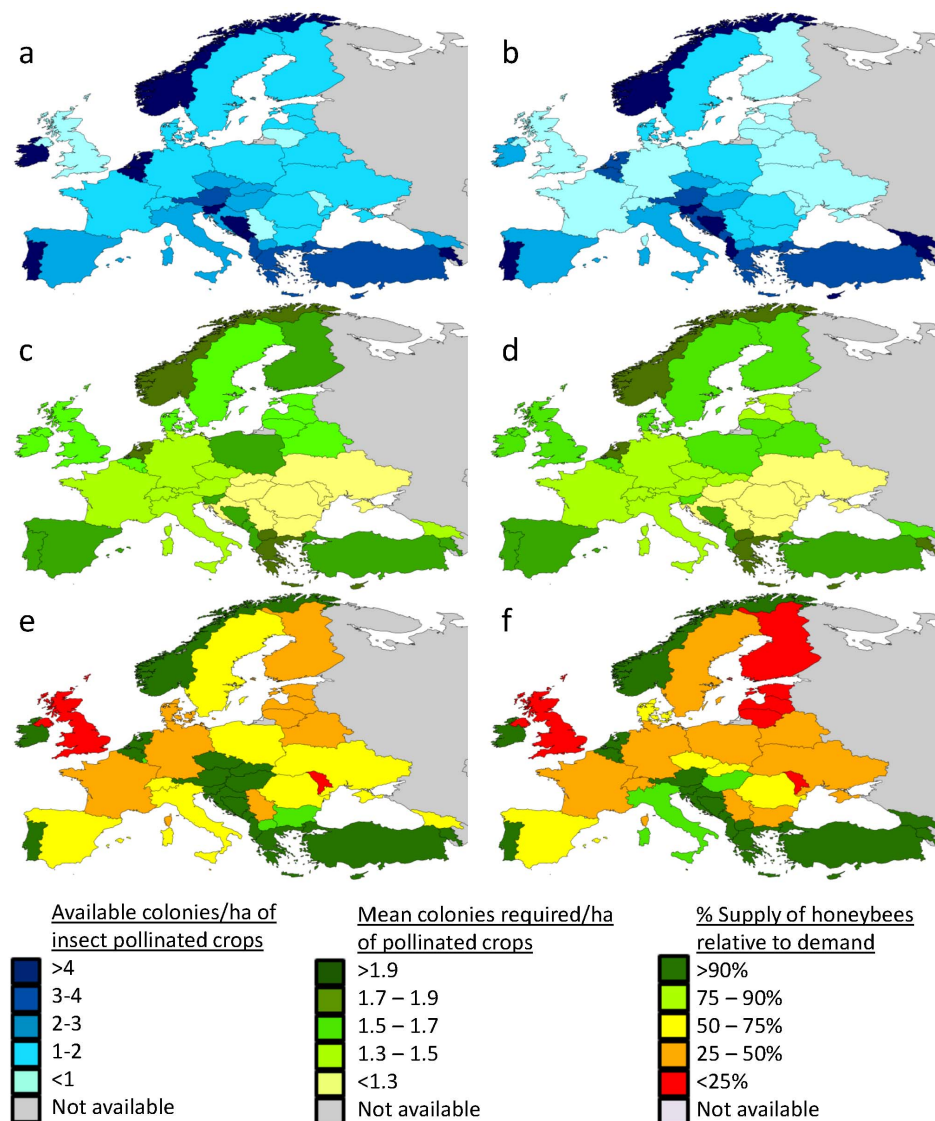 a
b
c
d
e
f
Available colonies/ha of
insect pollinated crops
>4
3-4
2-3
1-2
<1
Not available
Mean colonies required/ha
of pollinated crops
>1.9
1.7 – 1.9
1.5 – 1.7
1.3 – 1.5
<1.3
Not available
% Supply of honeybees
relative to demand
>90%
75 – 90%
50 – 75%
25 – 50%
<25%
Not available